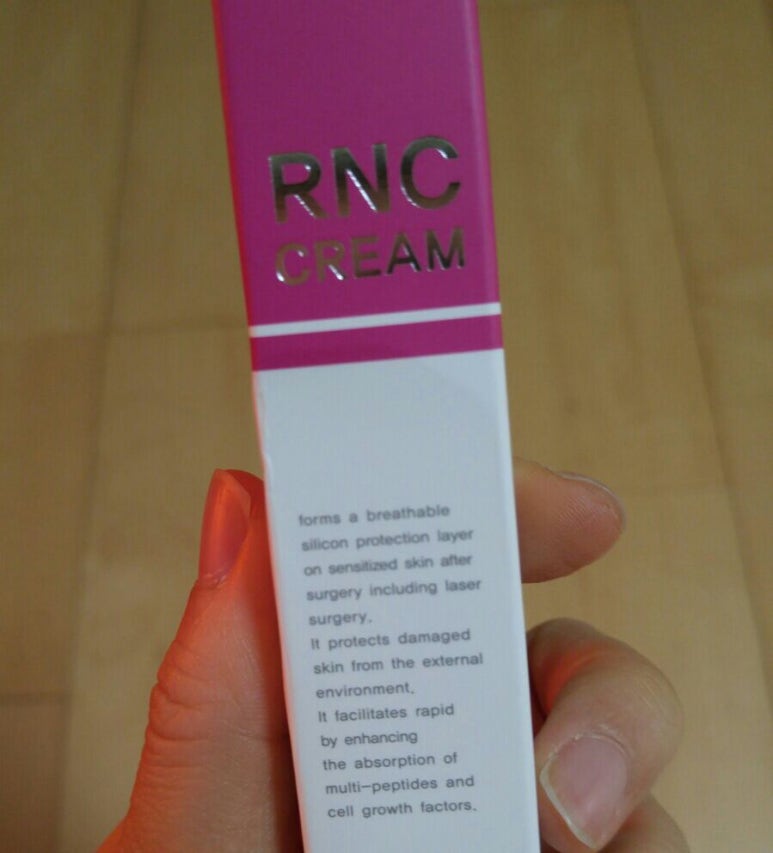 RNC
CREAM
forms a breathable
silicon protection layer
on sensitized skin after
surgery including laser
surgery.
It protects damaged
skin from the external
environment.
It facilitates rapid
by enhancing
the absorption of
multi-peptides and
cell growth factors.